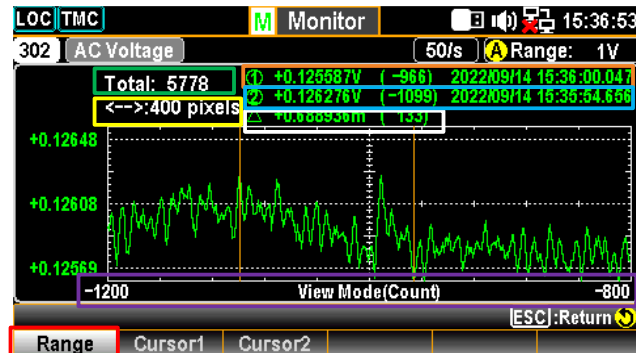 LOC TMC M Monitor 15:36:53
302 AC Voltage 50/s A Range: 1V
Total: 5778 ① +0.125587V (-966) 2022/09/14 15:36:00.047
<-->:400 pixels ② +0.126276V (-1099) 2022/09/14 15:35:54.656
△ +0.688936m ( 133)
+0.12648
+0.12608
+0.12569
-1200 View Mode(Count) -800
ESC :Return
Range Cursor1 Cursor2